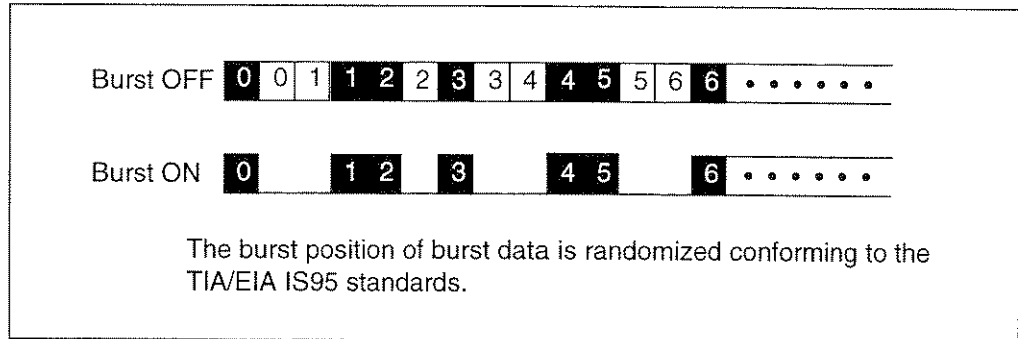 Burst OFF 0 0 1 1 2 2 3 3 4 4 5 5 6 6 • • • • • •
Burst ON 0 1 2 3 4 5 6 • • • • • •
The burst position of burst data is randomized conforming to the
TIA/EIA IS95 standards.